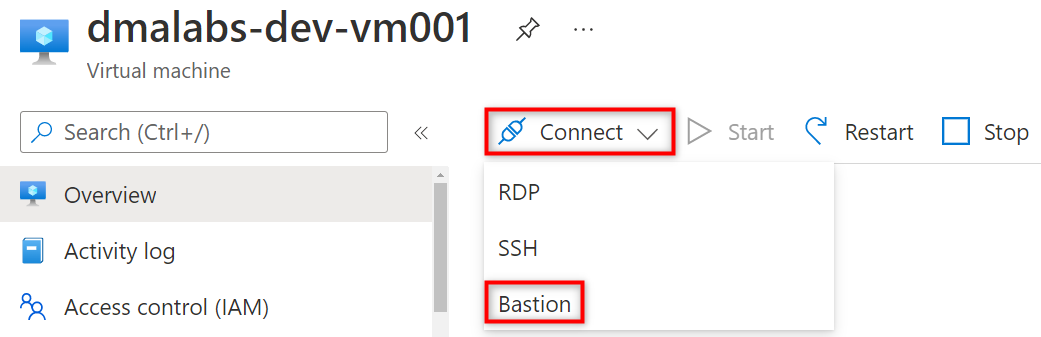 dmalabs-dev-vm001 ...
Virtual machine
Search (Ctrl+/) «
Connect Start Restart Stop
Overview
Activity log
Access control (IAM)
RDP
SSH
Bastion